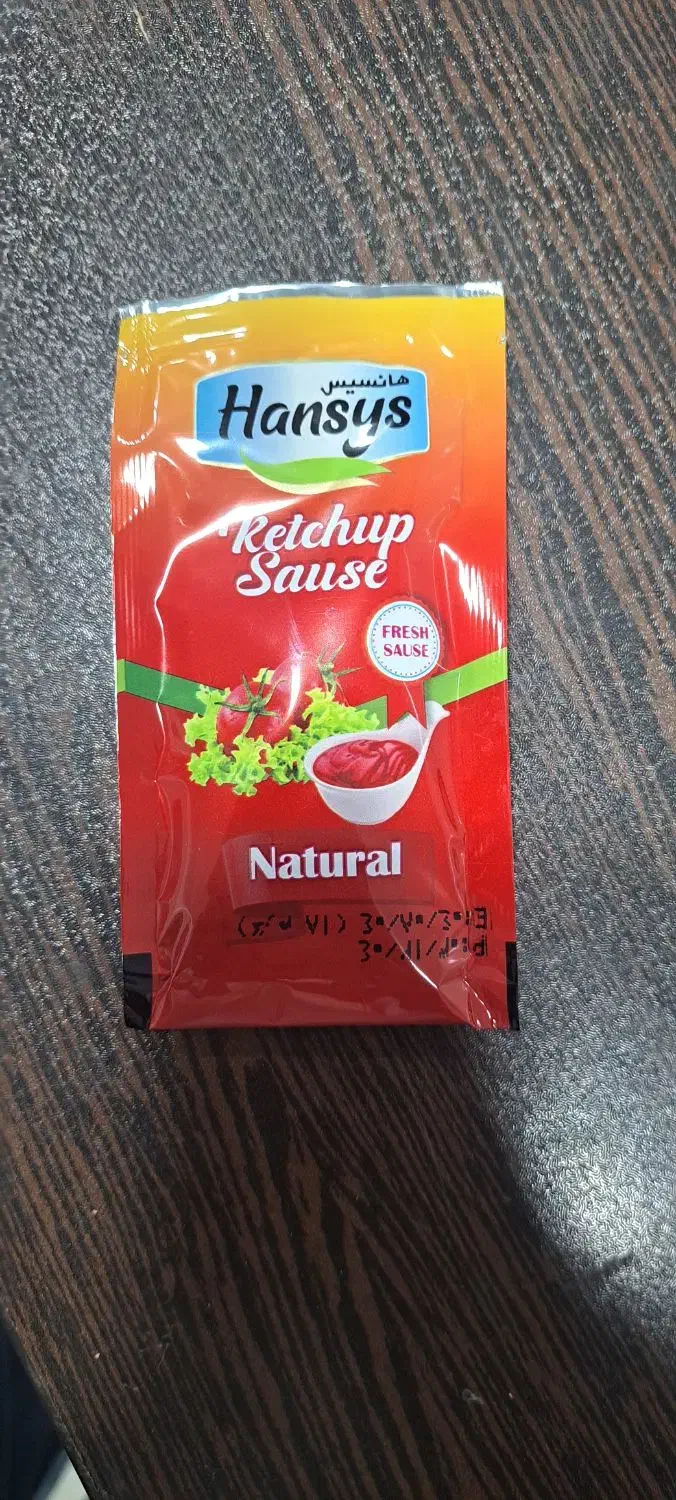 هانسيس
Hansys
Ketchup
Sause
FRESH
SAUSE
Natural